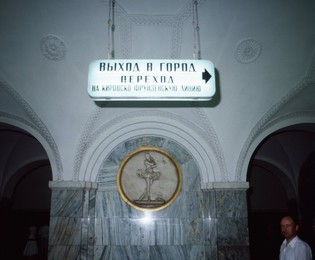 ВЫХОД В ГОРОД
ПЕРЕХОД
НА КИРОВСКО-ФРУНЗЕНСКУЮ ЛИНИЮ